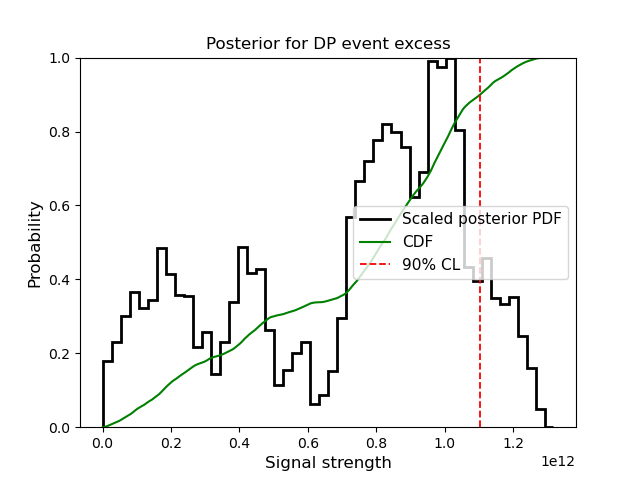 Posterior for DP event excess
Probability
1.0
0.8
0.6
0.4
0.2
0.0
Scaled posterior PDF
CDF
90% CL
0.0 0.2 0.4 0.6 0.8 1.0 1.2
1e12
Signal strength